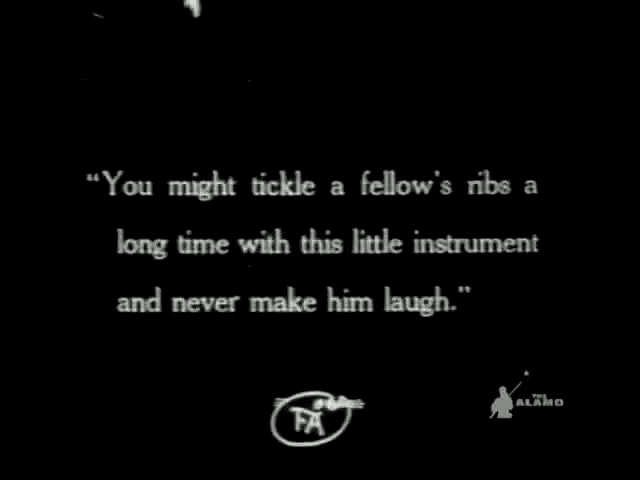 “You might tickle a fellow's ribs a
long time with this little instrument
and never make him laugh.”
FA
THE
ALAMO